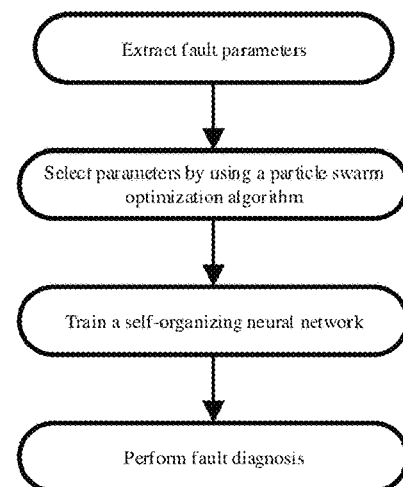 Extract fault parameters
Select parameters by using a particle swarm
optimization algorithm
Train a self-organizing neural network
Perform fault diagnosis